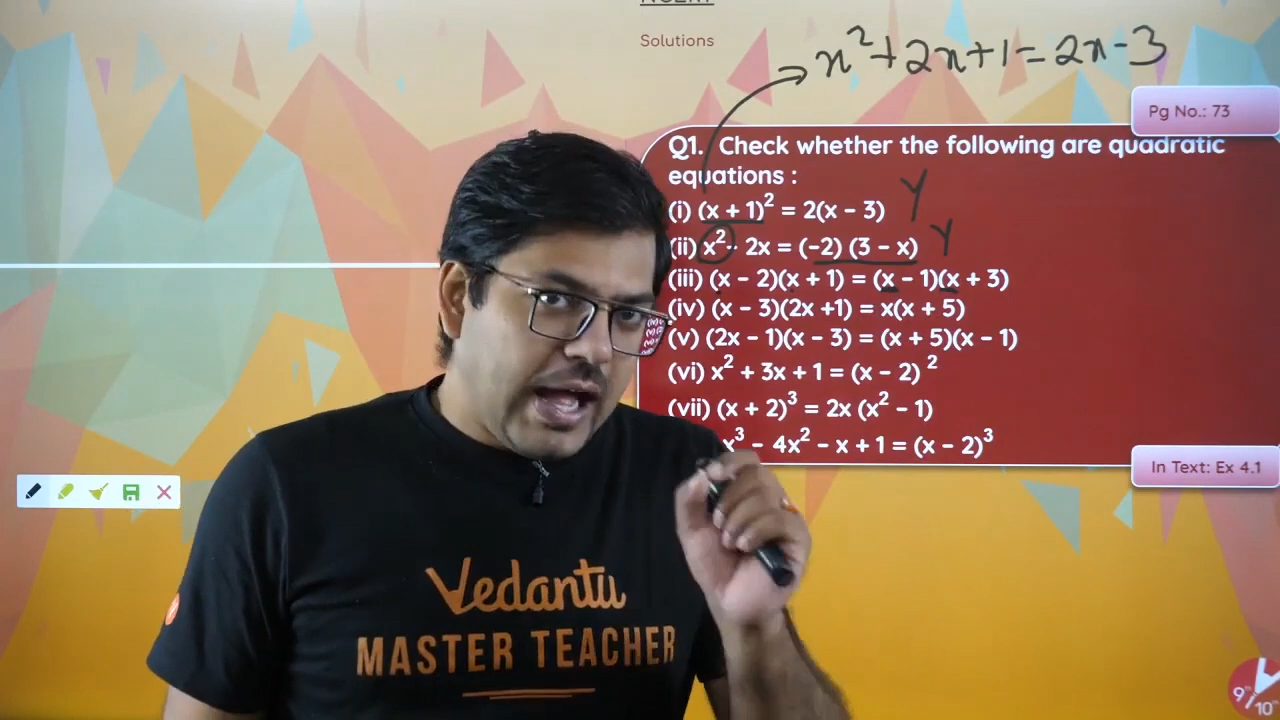 NCERT
Solutions
x²+2x+1=2x-3
Pg No.: 73
Q1. Check whether the following are quadratic
equations :
(i) (x + 1)² = 2(x – 3) Y
(ii) x² - 2x = (–2) (3 – x) Y
(iii) (x – 2)(x + 1) = (x – 1)(x + 3)
(iv) (x – 3)(2x +1) = x(x + 5)
(v) (2x – 1)(x – 3) = (x + 5)(x – 1)
(vi) x² + 3x + 1 = (x – 2) ²
(vii) (x + 2)³ = 2x (x² – 1)
x³ – 4x² – x + 1 = (x – 2)³
In Text: Ex 4.1
Vedantu
MASTER TEACHER
9
10